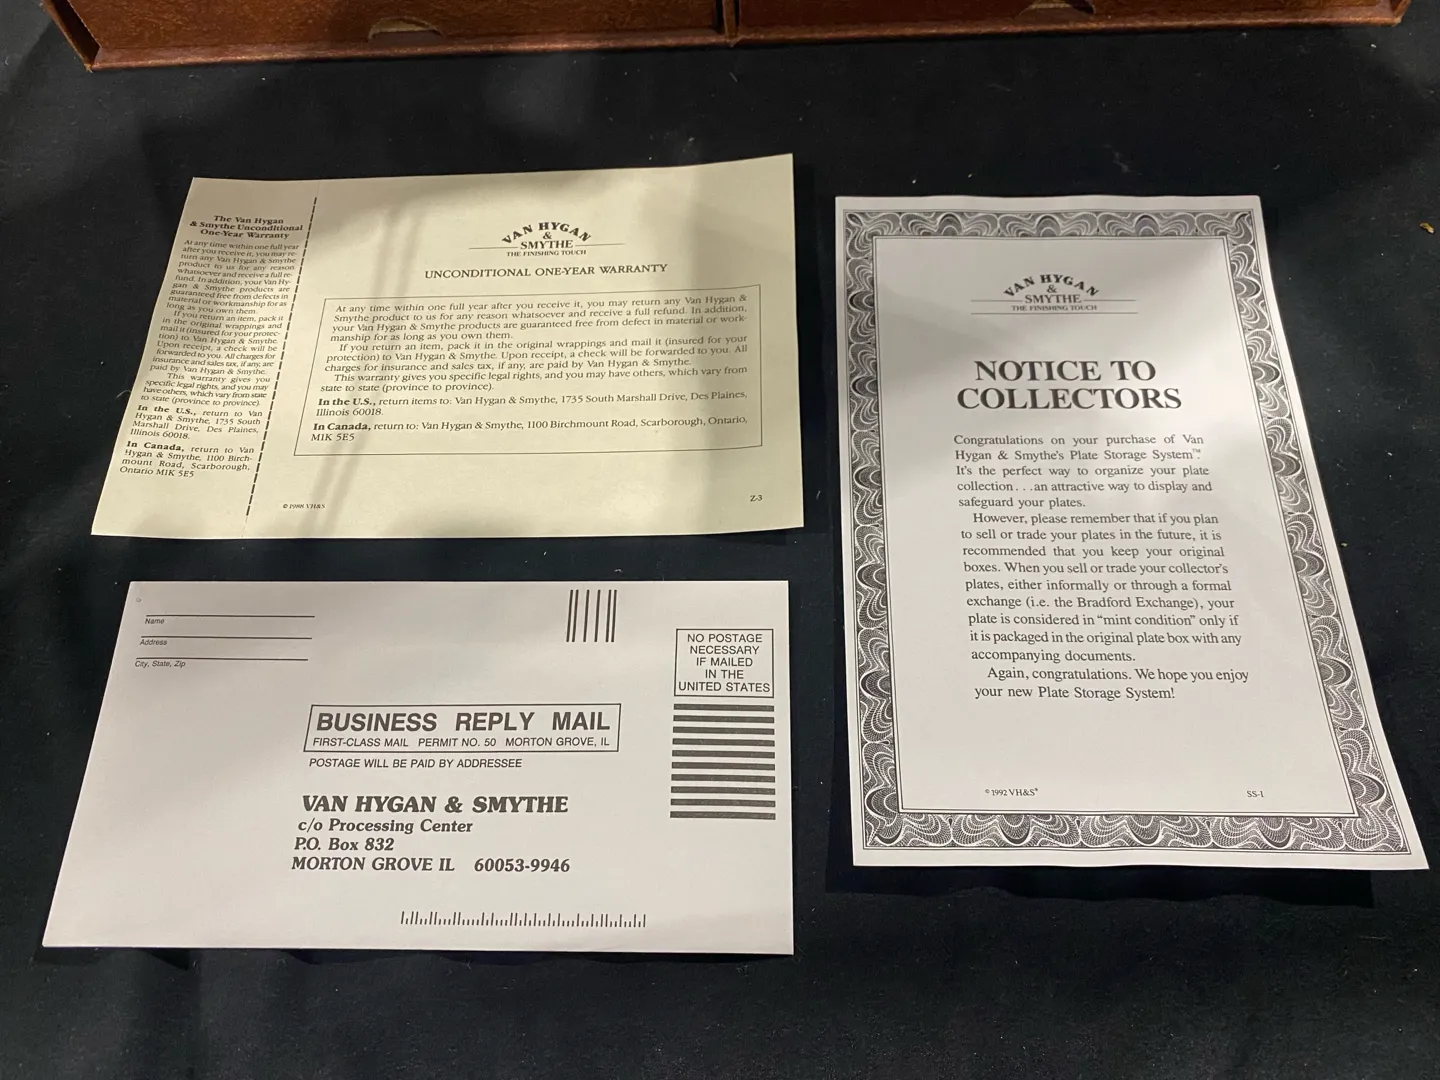 The Van Hygan
& Smythe Unconditional
One-Year Warranty
At any time within one full year
after you receive it, you may re-
turn any Van Hygan & Smythe
product to us for any reason
whatsoever and receive a full re-
fund. In addition, your Van Hy-
gan & Smythe products are
guaranteed free from defects in
material or workmanship for as
long as you own them.
If you return an item, pack it
in the original wrappings and
mail it (insured for your protec-
tion) to Van Hygan & Smythe.
Upon receipt, a check will be
forwarded to you. All charges for
insurance and sales tax, if any, are
paid by Van Hygan & Smythe.
This warranty gives you
specific legal rights, and you may
have others, which vary from state
to state (province to province).
In the U.S., return to Van
Hygan & Smythe, 1735 South
Marshall Drive, Des Plaines,
Illinois 60018.
In Canada, return to Van
Hygan & Smythe, 1100 Birch-
mount Road, Scarborough,
Ontario M1K 5E5
VAN HYGAN
&
SMYTHE
THE FINISHING TOUCH
UNCONDITIONAL ONE-YEAR WARRANTY
At any time within one full year after you receive it, you may return any Van Hygan &
Smythe product to us for any reason whatsoever and receive a full refund. In addition,
your Van Hygan & Smythe products are guaranteed free from defect in material or work-
manship for as long as you own them.
If you return an item, pack it in the original wrappings and mail it (insured for your
protection) to Van Hygan & Smythe. Upon receipt, a check will be forwarded to you. All
charges for insurance and sales tax, if any, are paid by Van Hygan & Smythe.
This warranty gives you specific legal rights, and you may have others, which vary from
state to state (province to province).
In the U.S., return items to: Van Hygan & Smythe, 1735 South Marshall Drive, Des Plaines,
Illinois 60018.
In Canada, return to: Van Hygan & Smythe, 1100 Birchmount Road, Scarborough, Ontario,
M1K 5E5
© 1988 VH&S
Z-3
Name
Address
City, State, Zip
NO POSTAGE
NECESSARY
IF MAILED
IN THE
UNITED STATES
BUSINESS REPLY MAIL
FIRST-CLASS MAIL PERMIT NO. 50 MORTON GROVE, IL
POSTAGE WILL BE PAID BY ADDRESSEE
VAN HYGAN & SMYTHE
c/o Processing Center
P.O. Box 832
MORTON GROVE IL 60053-9946
VAN HYGAN
&
SMYTHE
THE FINISHING TOUCH
NOTICE TO
COLLECTORS
Congratulations on your purchase of Van
Hygan & Smythe's Plate Storage System™.
It's the perfect way to organize your plate
collection...an attractive way to display and
safeguard your plates.
However, please remember that if you plan
to sell or trade your plates in the future, it is
recommended that you keep your original
boxes. When you sell or trade your collector's
plates, either informally or through a formal
exchange (i.e. the Bradford Exchange), your
plate is considered in "mint condition" only if
it is packaged in the original plate box with any
accompanying documents.
Again, congratulations. We hope you enjoy
your new Plate Storage System!
© 1992 VH&S®
SS-1